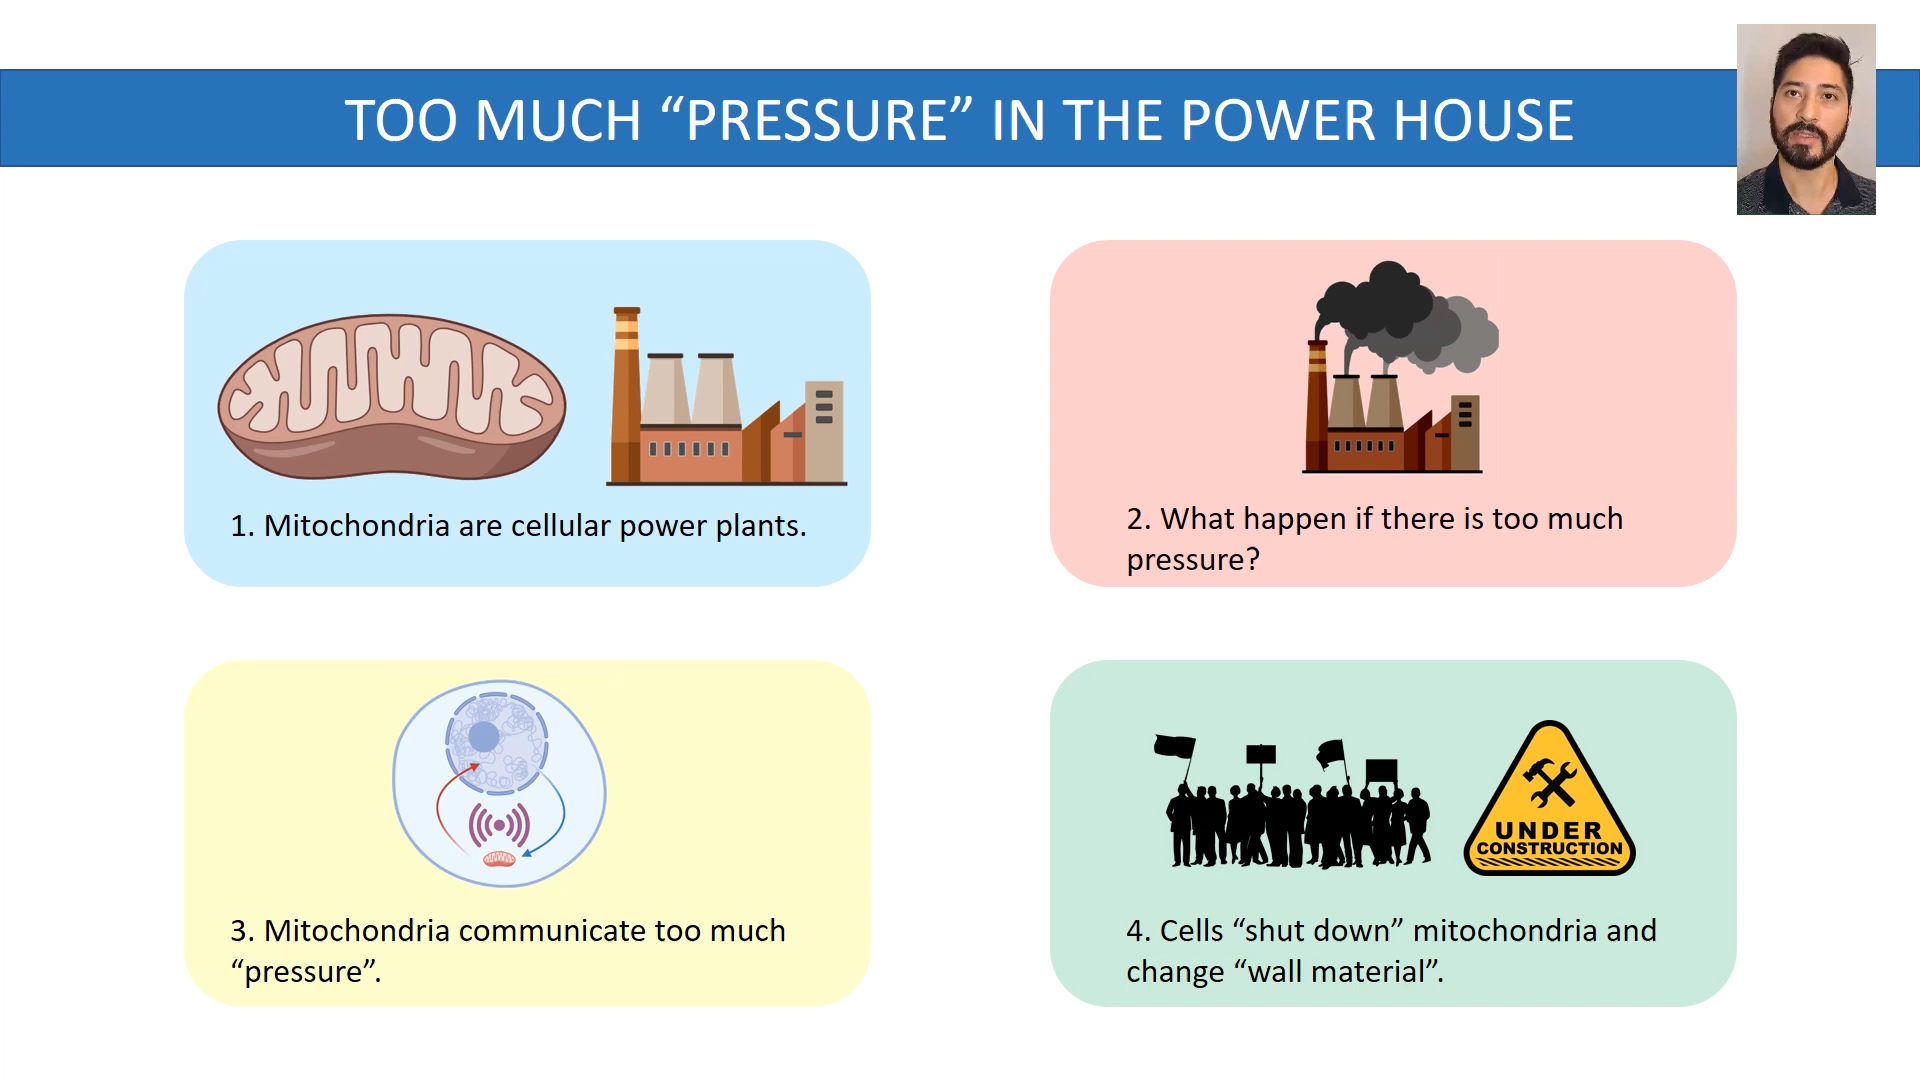 TOO MUCH “PRESSURE” IN THE POWER HOUSE
1. Mitochondria are cellular power plants.
2. What happen if there is too much
pressure?
3. Mitochondria communicate too much
“pressure”.
UNDER
CONSTRUCTION
4. Cells “shut down” mitochondria and
change “wall material”.